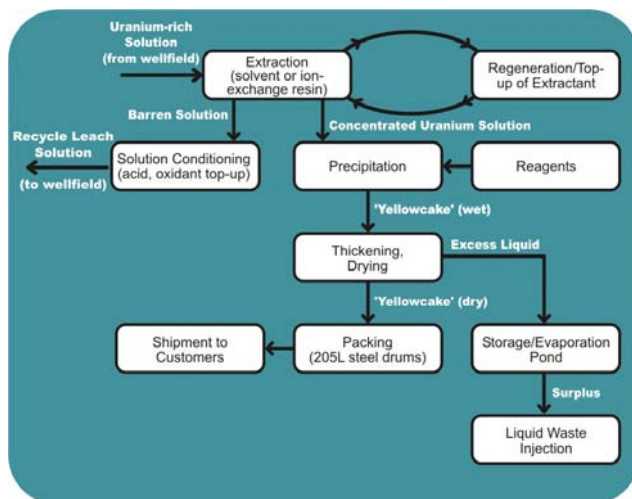 Uranium-rich
Solution
(from wellfield)
Extraction
(solvent or ion-
exchange resin)
Regeneration/Top-
up of Extractant
Barren Solution
Concentrated Uranium Solution
Recycle Leach
Solution
(to wellfield)
Solution Conditioning
(acid, oxidant top-up)
Precipitation
Reagents
'Yellowcake' (wet)
Thickening,
Drying
Excess Liquid
'Yellowcake' (dry)
Shipment to
Customers
Packing
(205L steel drums)
Storage/Evaporation
Pond
Surplus
Liquid Waste
Injection